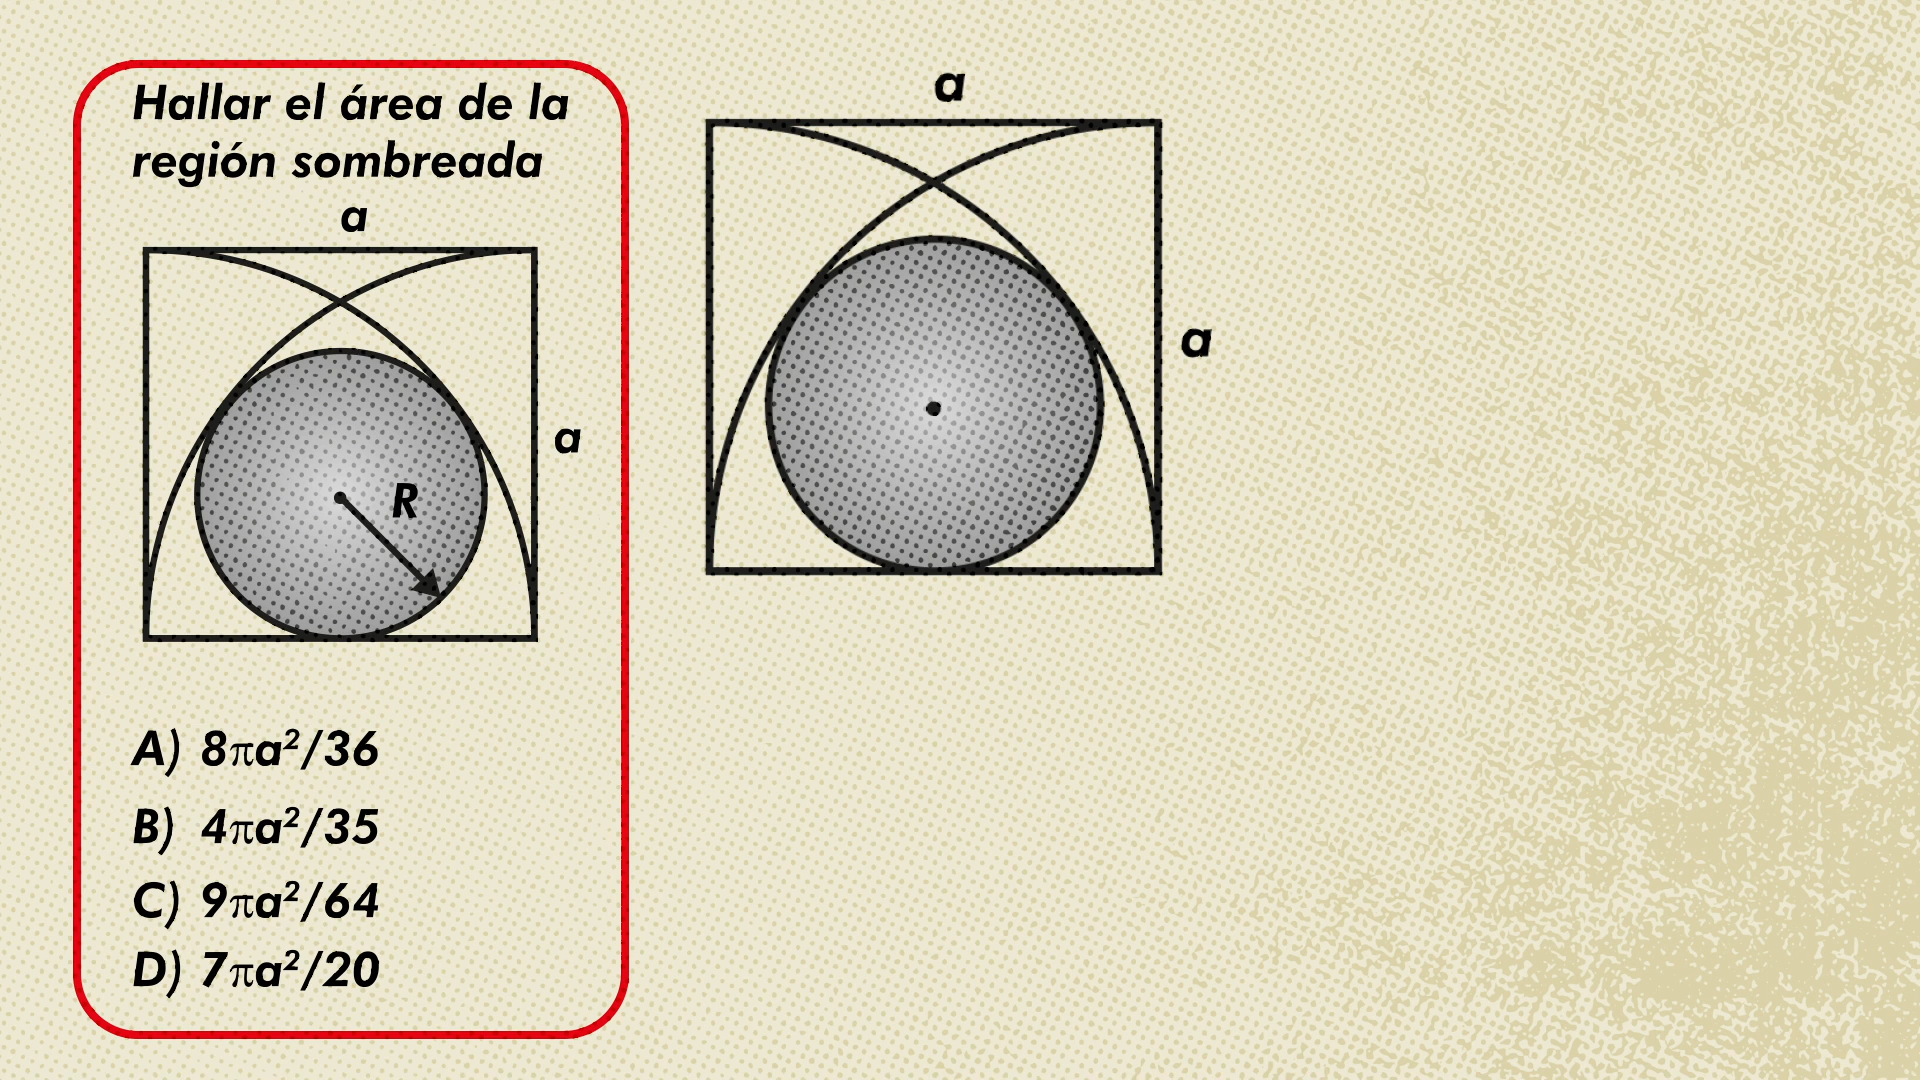 Hallar el área de la
región sombreada
a
a
R
A) 8πa²/36
B) 4πa²/35
C) 9πa²/64
D) 7πa²/20
a
a